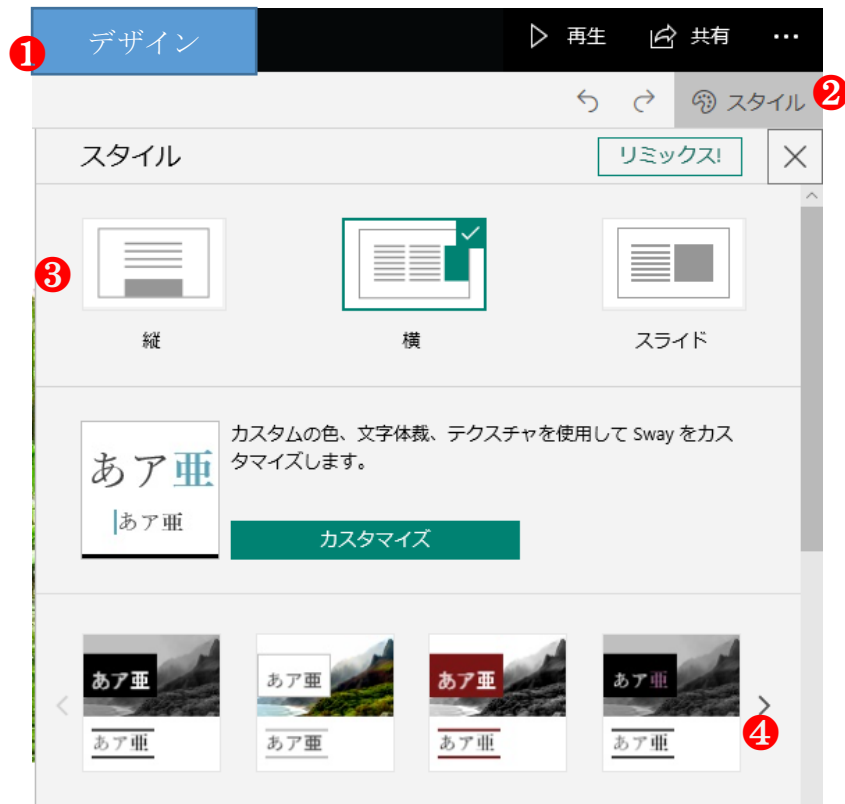 ❶ デザイン
再生 共有 …
スタイル ❷
スタイル リミックス!
❸
縦 横 スライド
カスタムの色、文字体裁、テクスチャを使用して Sway をカス
タマイズします。
あア亜
あア亜
カスタマイズ
あア亜 あア亜 あア亜 あア亜
❹
あア亜 あア亜 あア亜 あア亜